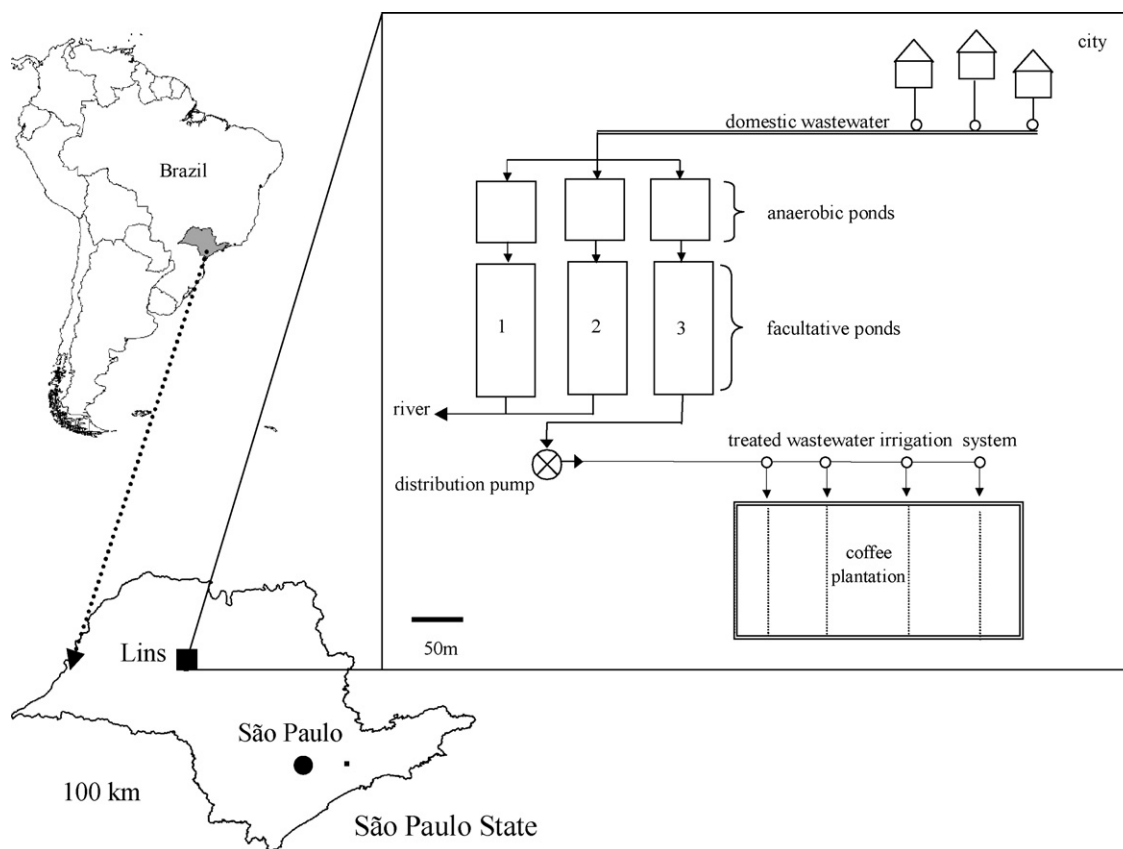 city
domestic wastewater
Brazil
anaerobic ponds
1 2 3
facultative ponds
river
treated wastewater irrigation system
distribution pump
coffee
plantation
50m
Lins
São Paulo
100 km
São Paulo State